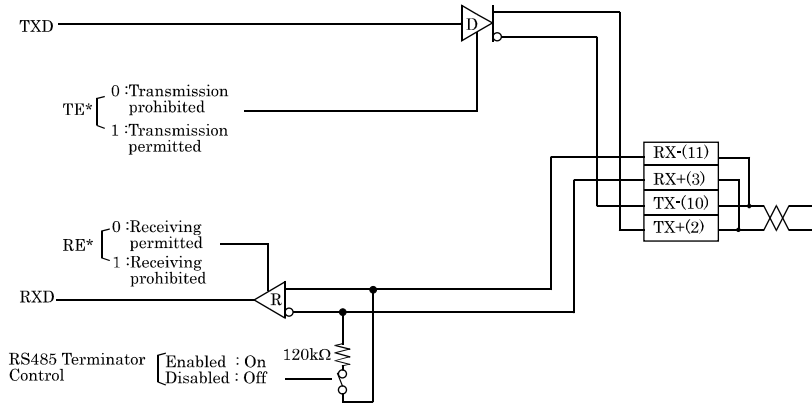 TXD
D
TE*
0 :Transmission
prohibited
1 :Transmission
permitted
RX-(11)
RX+(3)
TX-(10)
TX+(2)
RE*
0 :Receiving
permitted
1 :Receiving
prohibited
RXD
R
120kΩ
RS485 Terminator
Control
Enabled : On
Disabled : Off